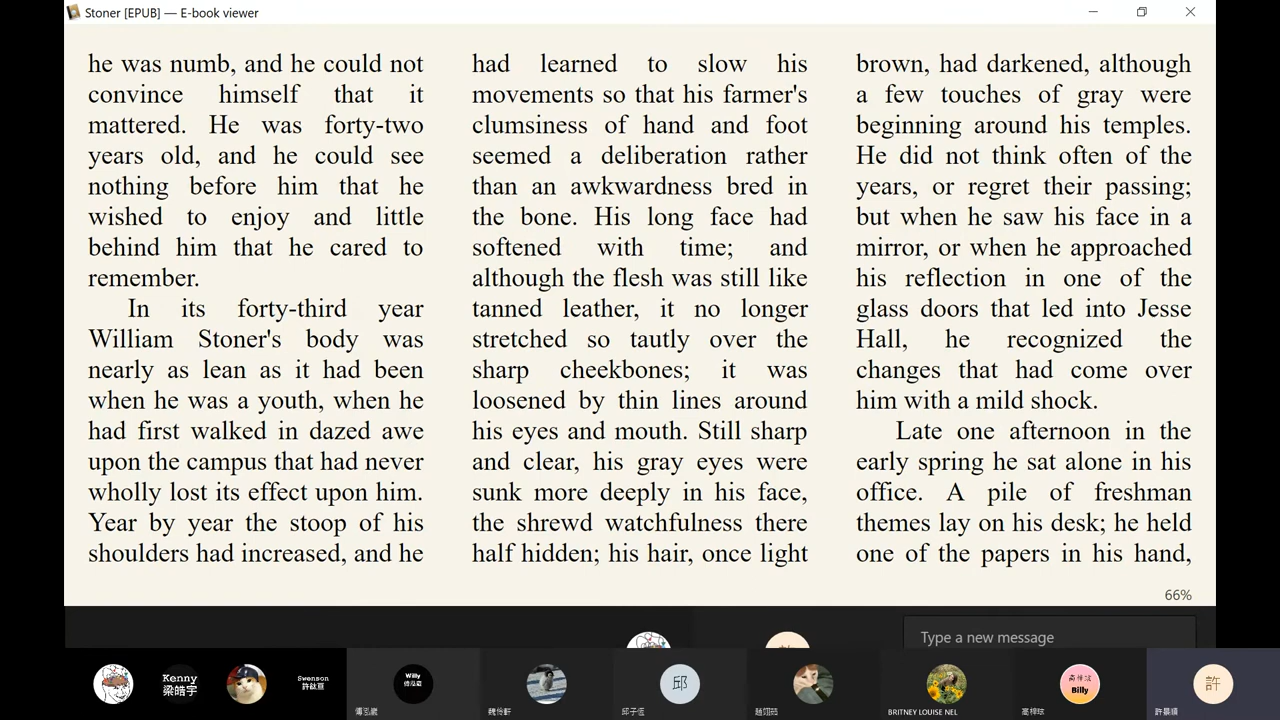 Stoner [EPUB] — E-book viewer
he was numb, and he could not
convince himself that it
mattered. He was forty-two
years old, and he could see
nothing before him that he
wished to enjoy and little
behind him that he cared to
remember.
In its forty-third year
William Stoner's body was
nearly as lean as it had been
when he was a youth, when he
had first walked in dazed awe
upon the campus that had never
wholly lost its effect upon him.
Year by year the stoop of his
shoulders had increased, and he
had learned to slow his
movements so that his farmer's
clumsiness of hand and foot
seemed a deliberation rather
than an awkwardness bred in
the bone. His long face had
softened with time; and
although the flesh was still like
tanned leather, it no longer
stretched so tautly over the
sharp cheekbones; it was
loosened by thin lines around
his eyes and mouth. Still sharp
and clear, his gray eyes were
sunk more deeply in his face,
the shrewd watchfulness there
half hidden; his hair, once light
brown, had darkened, although
a few touches of gray were
beginning around his temples.
He did not think often of the
years, or regret their passing;
but when he saw his face in a
mirror, or when he approached
his reflection in one of the
glass doors that led into Jesse
Hall, he recognized the
changes that had come over
him with a mild shock.
Late one afternoon in the
early spring he sat alone in his
office. A pile of freshman
themes lay on his desk; he held
one of the papers in his hand,
66%
Type a new message
Kenny
梁皓宇
Swenson
Willy
邱
Billy
許
邱子恆
BRITNEY LOUISE NEL